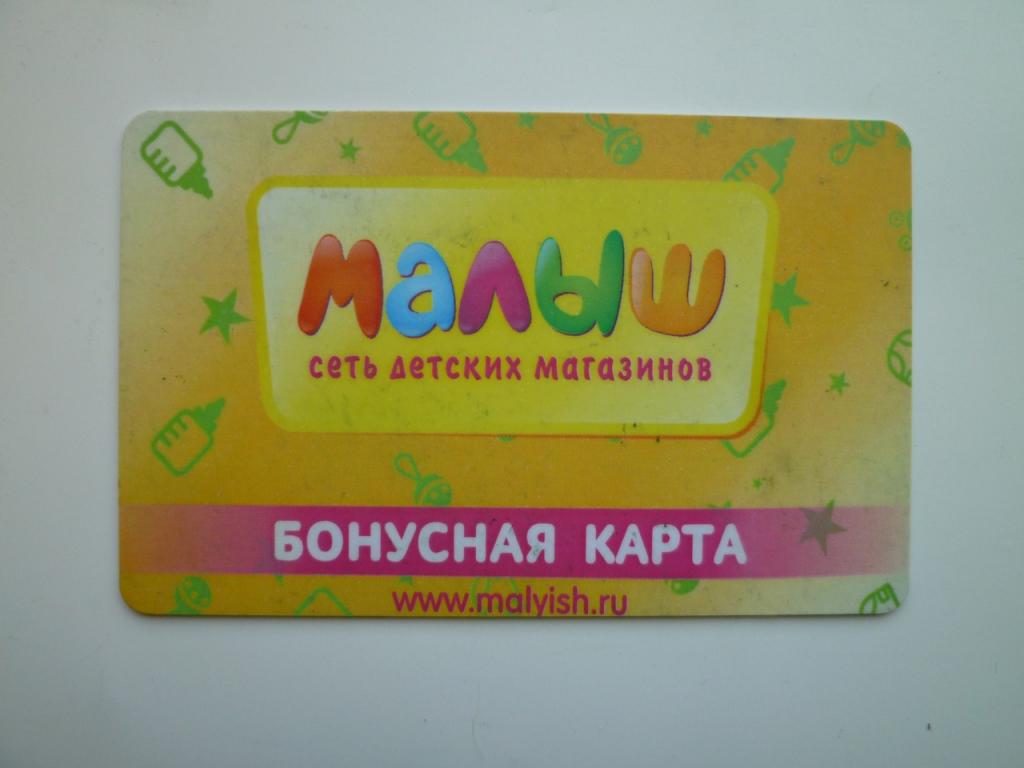 малыш
сеть детских магазинов
БОНУСНАЯ КАРТА
www.malyish.ru